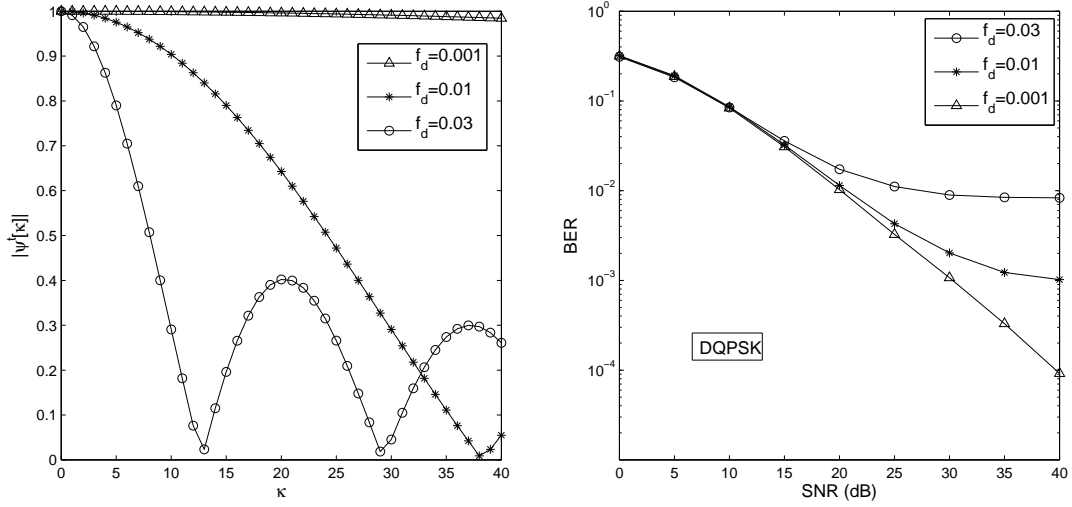 1
0.9
0.8
0.7
0.6
0.5
0.4
0.3
0.2
0.1
0
|ψᵗ[κ]|
0 5 10 15 20 25 30 35 40
κ
f_d=0.001
f_d=0.01
f_d=0.03
10^0
10^-1
10^-2
10^-3
10^-4
BER
0 5 10 15 20 25 30 35 40
SNR (dB)
f_d=0.03
f_d=0.01
f_d=0.001
DQPSK